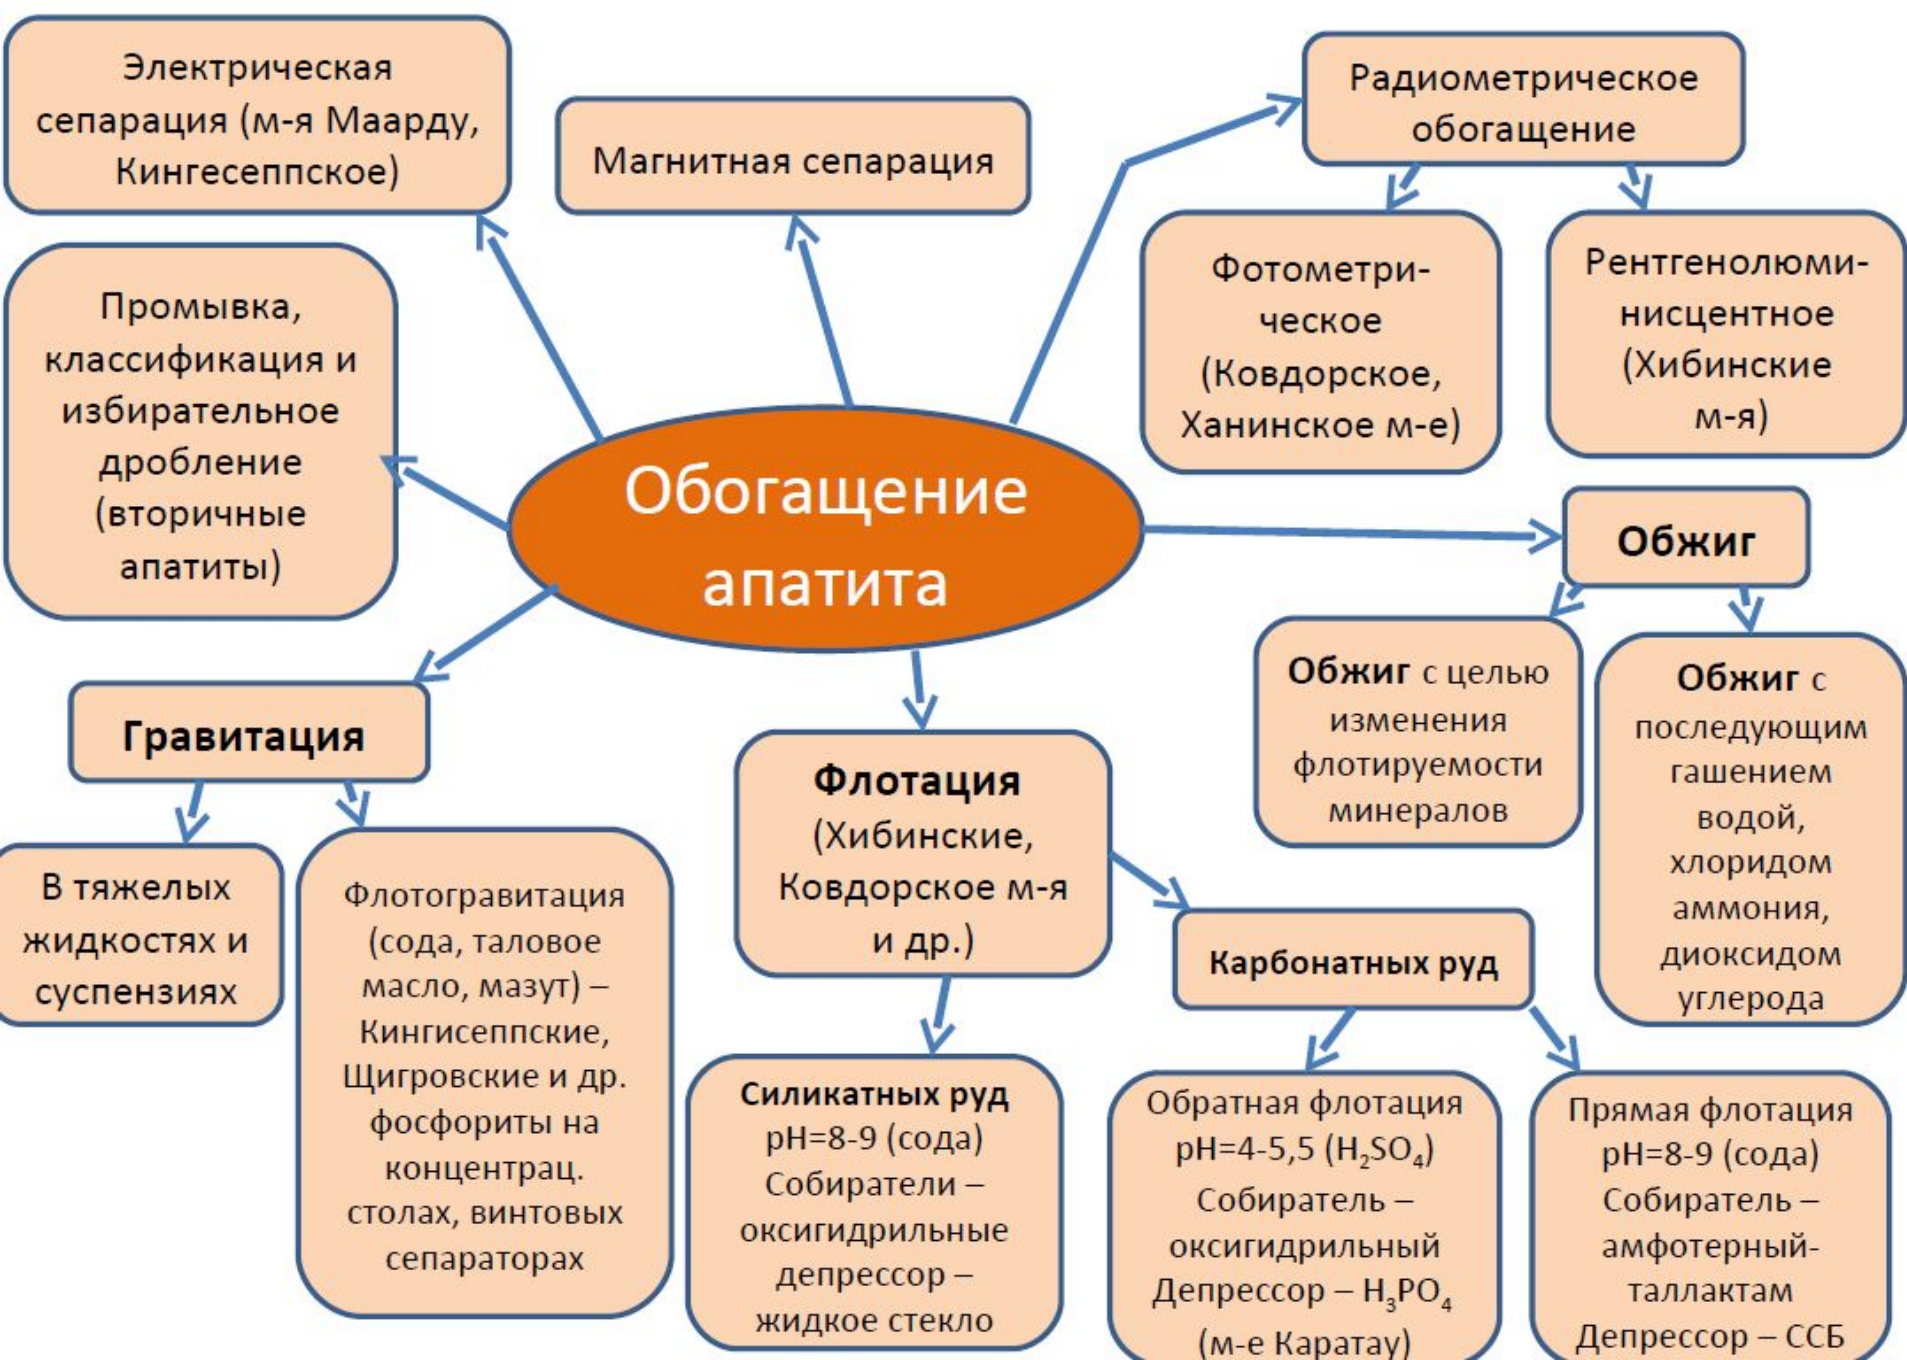 Электрическая
сепарация (м-я Маарду,
Кингесеппское)
Магнитная сепарация
Радиометрическое
обогащение
Фотометри-
ческое
(Ковдорское,
Ханинское м-е)
Рентгенолюми-
нисцентное
(Хибинские
м-я)
Промывка,
классификация и
избирательное
дробление
(вторичные
апатиты)
Обогащение
апатита
Обжиг
Обжиг с целью
изменения
флотируемости
минералов
Обжиг с
последующим
гашением
водой,
хлоридом
аммония,
диоксидом
углерода
Гравитация
В тяжелых
жидкостях и
суспензиях
Флотогравитация
(сода, таловое
масло, мазут) –
Кингисеппские,
Щигровские и др.
фосфориты на
концентрац.
столах, винтовых
сепараторах
Флотация
(Хибинские,
Ковдорское м-я
и др.)
Силикатных руд
pH=8-9 (сода)
Собиратели –
оксигидрильные
депрессор –
жидкое стекло
Карбонатных руд
Обратная флотация
pH=4-5,5 (H₂SO₄)
Собиратель –
оксигидрильный
Депрессор – H₃PO₄
(м-е Каратау)
Прямая флотация
pH=8-9 (сода)
Собиратель –
амфотерный-
таллактам
Депрессор – ССБ